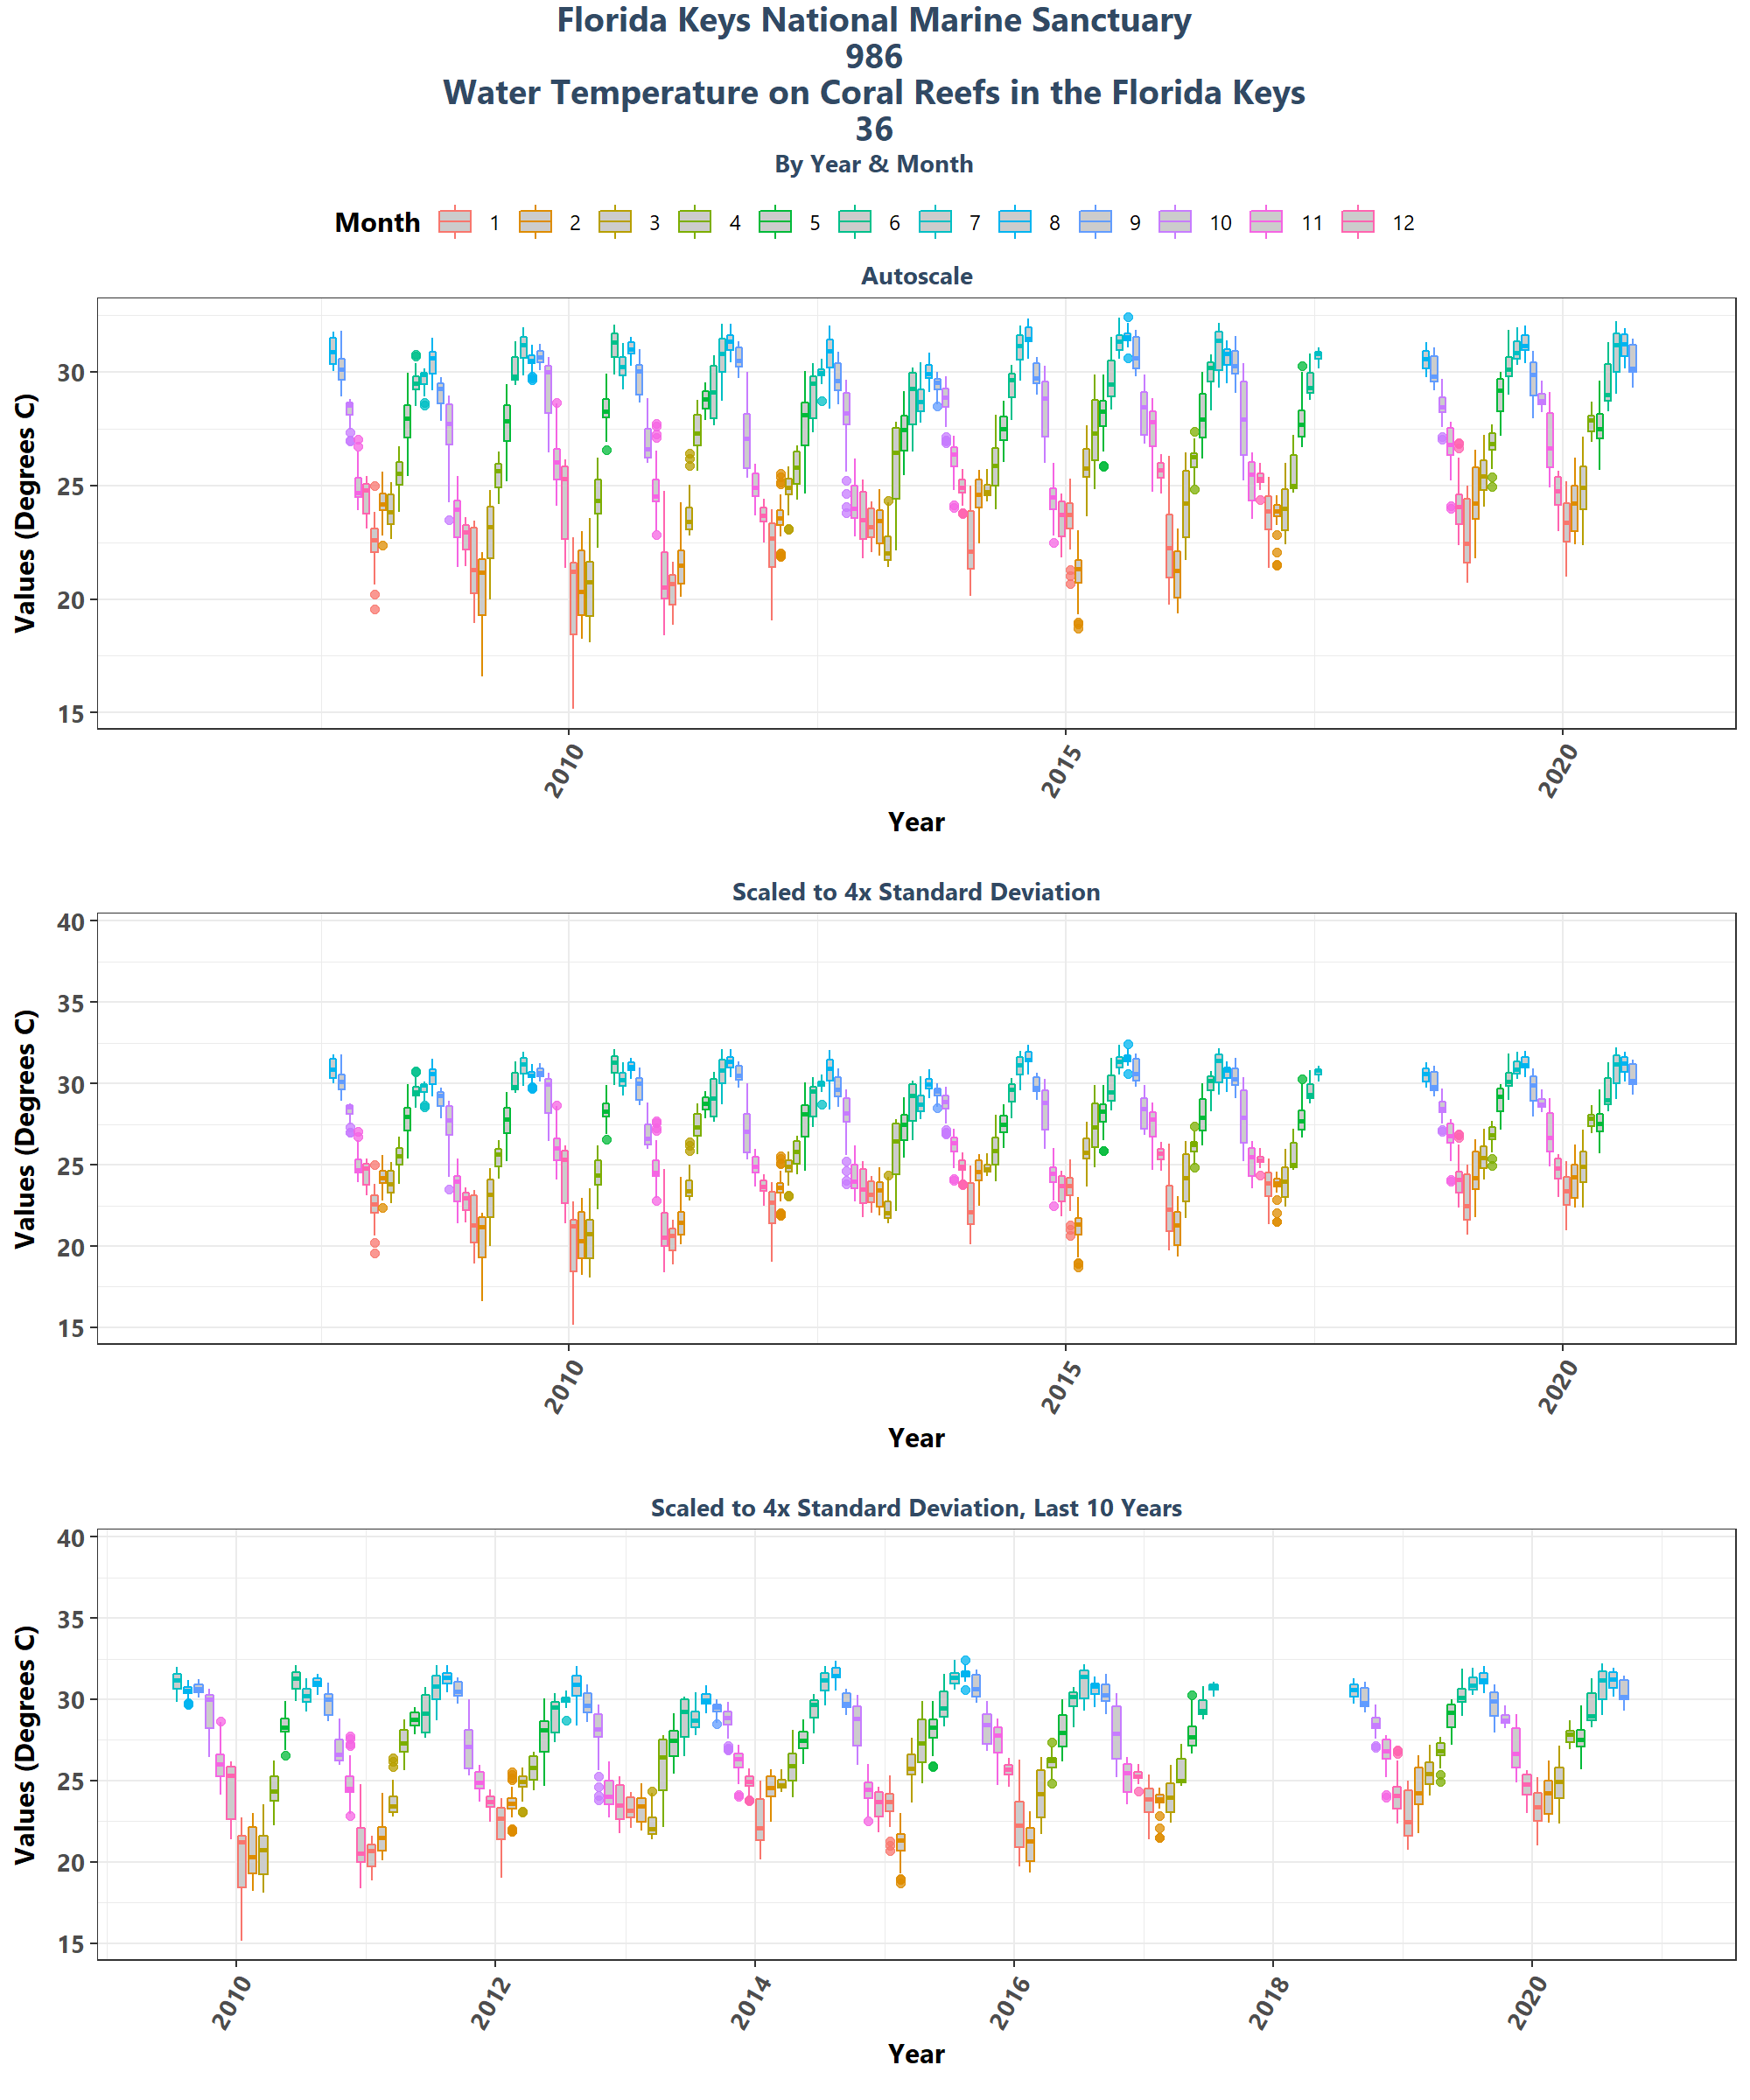 Florida Keys National Marine Sanctuary
986
Water Temperature on Coral Reefs in the Florida Keys
36
By Year & Month
Month 1 2 3 4 5 6 7 8 9 10 11 12
Autoscale
Values (Degrees C)
30
25
20
15
2010 2015 2020
Year
Scaled to 4x Standard Deviation
Values (Degrees C)
40
35
30
25
20
15
2010 2015 2020
Year
Scaled to 4x Standard Deviation, Last 10 Years
Values (Degrees C)
40
35
30
25
20
15
2010 2012 2014 2016 2018 2020
Year